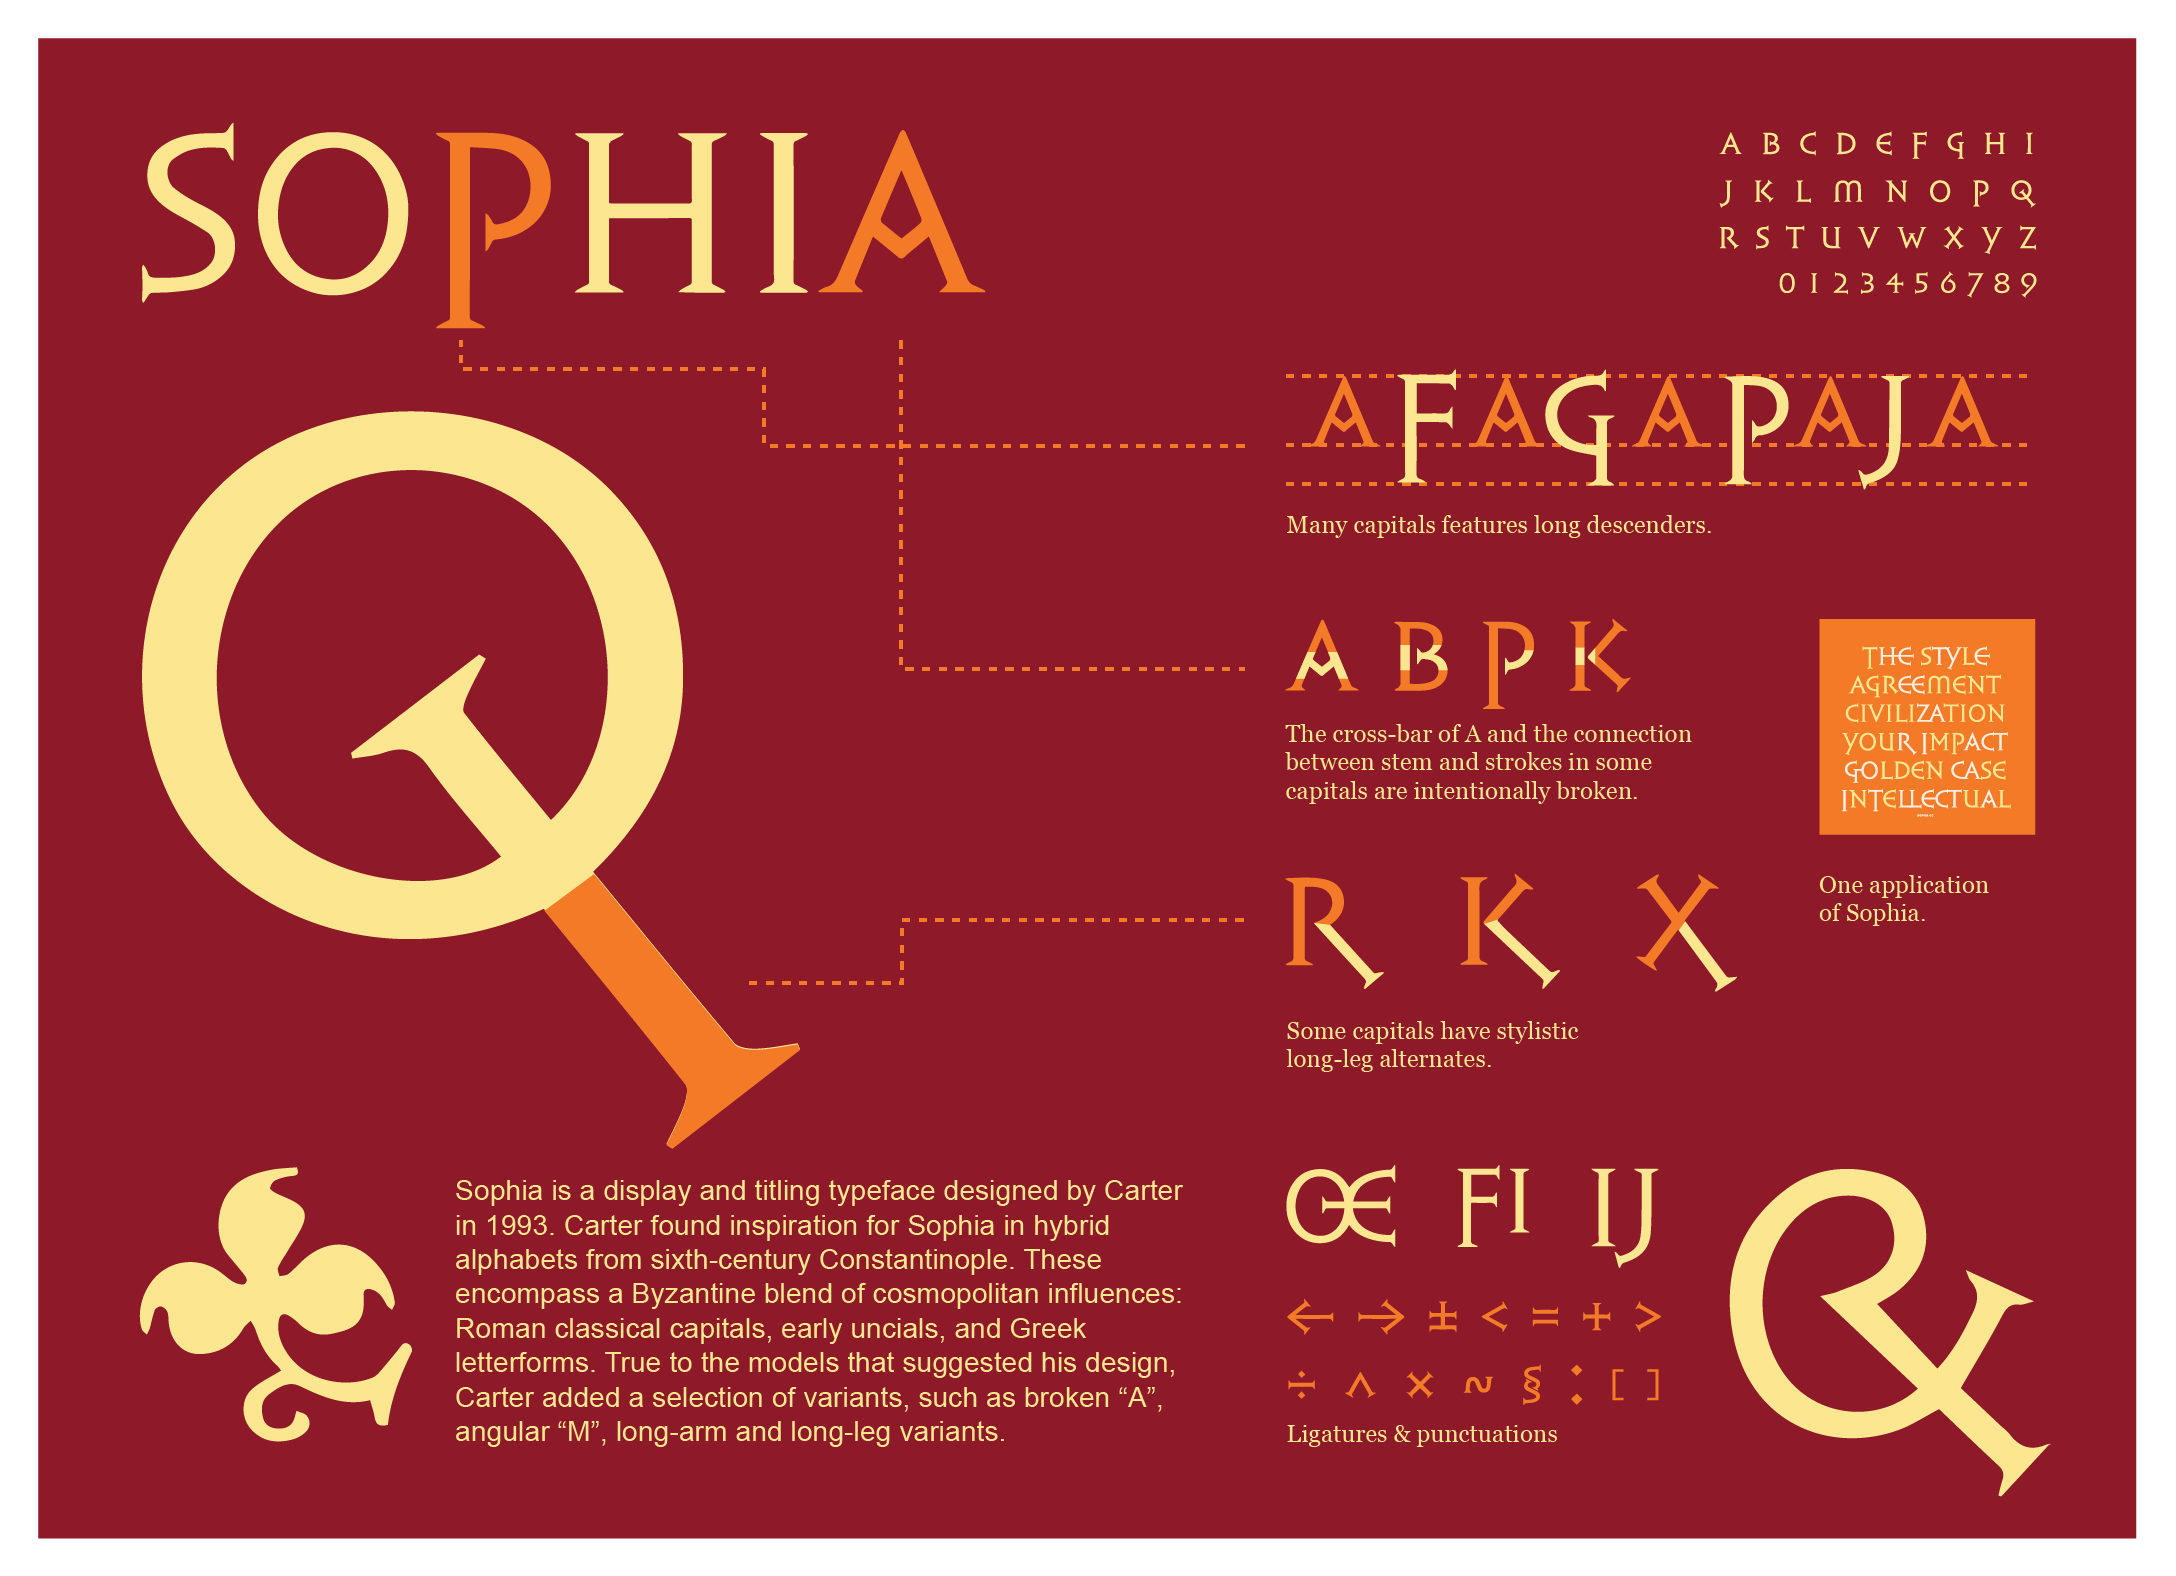 SOPHIA
A B C D E F G H I
J K L M N O P Q
R S T U V W X Y Z
0 1 2 3 4 5 6 7 8 9
AFAGAPAJA
Many capitals features long descenders.
Q
A B P K
The cross-bar of A and the connection
between stem and strokes in some
capitals are intentionally broken.
THE STYLE
AGREEMENT
CIVILIZATION
YOUR IMPACT
GOLDEN CASE
INTELLECTUAL
One application
of Sophia.
R K X
Some capitals have stylistic
long-leg alternates.
Sophia is a display and titling typeface designed by Carter
in 1993. Carter found inspiration for Sophia in hybrid
alphabets from sixth-century Constantinople. These
encompass a Byzantine blend of cosmopolitan influences:
Roman classical capitals, early uncials, and Greek
letterforms. True to the models that suggested his design,
Carter added a selection of variants, such as broken “A”,
angular “M”, long-arm and long-leg variants.
Œ FI IJ
← → ± < = + >
÷ ^ × ~ § : [ ]
Ligatures & punctuations
&